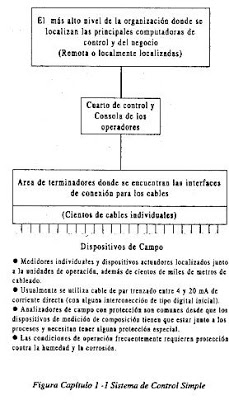 El más alto nivel de la organización donde se
localizan las principales computadoras de
control y del negocio
(Remota o localmente localizadas)
Cuarto de control y
Consola de los
operadores
Area de terminadores donde se encuentran las interfaces
de conexión para los cables
(Cientos de cables individuales)
Dispositivos de Campo
● Medidores individuales y dispositivos actuadores localizados junto
a la unidades de operación, además de cientos de miles de metros de
cableado.
● Usualmente se utiliza cable de par trenzado entre 4 y 20 mA de
corriente directa (con alguna interconección de tipo digital inicial).
● Analizadores de campo con protección son comunes desde que los
dispositivos de medición de composición tienen que estar junto a los
procesos y necesitan tener alguna protección especial.
● Las condiciones de operación frecuentemente requieren protección
contra la humedad y la corrosión.
Figura Capítulo 1 -1 Sistema de Control Simple